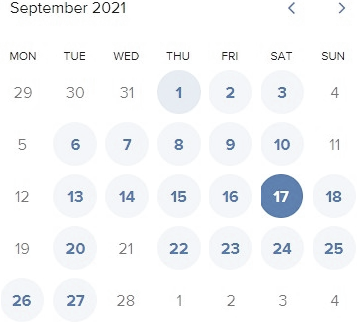 September 2021 < >
MON TUE WED THU FRI SAT SUN
29 30 31 1 2 3 4
5 6 7 8 9 10 11
12 13 14 15 16 17 18
19 20 21 22 23 24 25
26 27 28 1 2 3 4